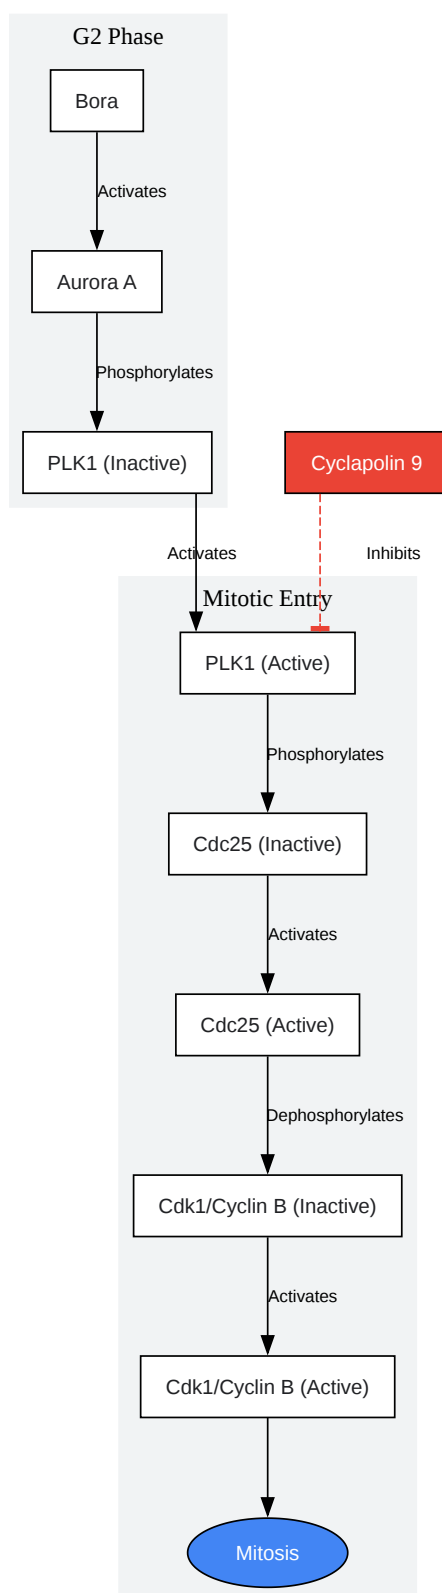 G2 Phase
Bora
Activates
Aurora A
Phosphorylates
PLK1 (Inactive)
Cyclapolin 9
Activates
Inhibits
Mitotic Entry
PLK1 (Active)
Phosphorylates
Cdc25 (Inactive)
Activates
Cdc25 (Active)
Dephosphorylates
Cdk1/Cyclin B (Inactive)
Activates
Cdk1/Cyclin B (Active)
Mitosis